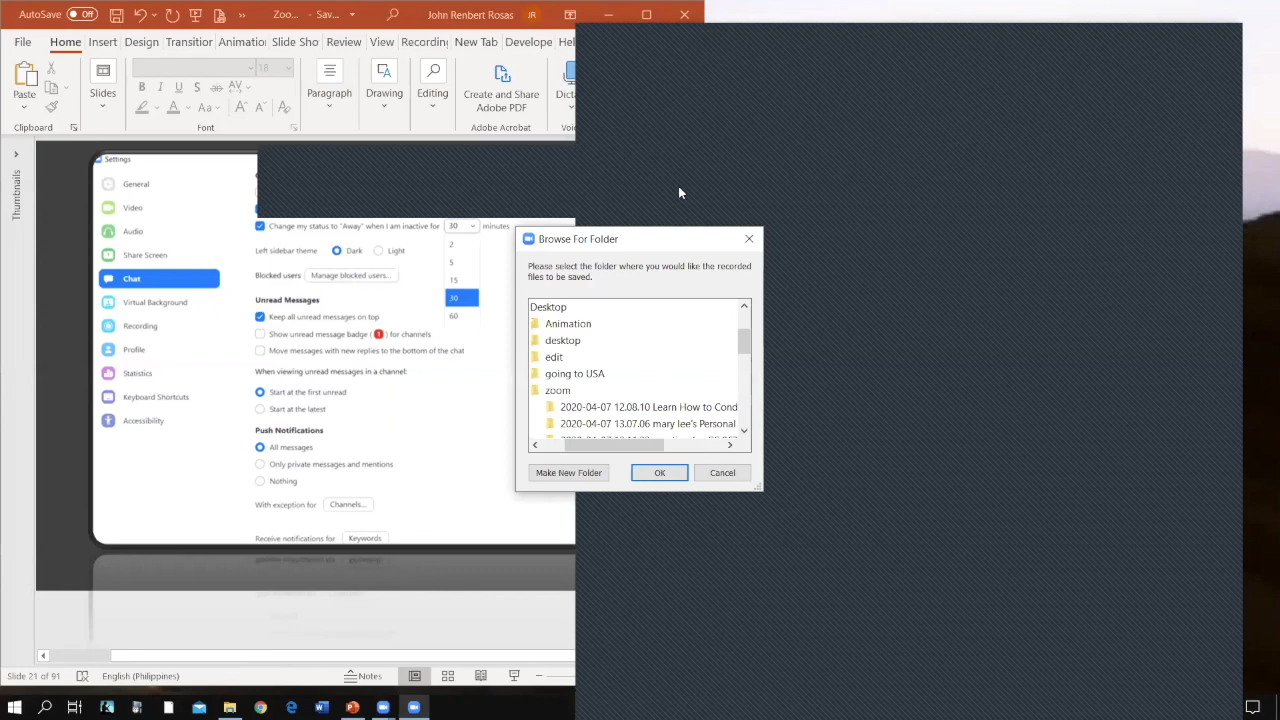 AutoSave Off Zoo... - Sav... John Renbert Rosas JR
File Home Insert Design Transition Animation Slide Sho Review View Recording New Tab Develope Hel
Paste Slides 18 Paragraph Drawing Editing Create and Share Adobe PDF Dicta
B I U S ab AV
A Aa A A
Clipboard Font Adobe Acrobat Voi
Thumbnails
Settings
General
Video
Audio
Share Screen
Chat
Virtual Background
Recording
Profile
Statistics
Keyboard Shortcuts
Accessibility
Change my status to "Away" when I am inactive for 30 minutes
2
5
15
30
60
Left sidebar theme Dark Light
Blocked users Manage blocked users...
Unread Messages
Keep all unread messages on top
Show unread message badge ( 1 ) for channels
Move messages with new replies to the bottom of the chat
When viewing unread messages in a channel:
Start at the first unread
Start at the latest
Push Notifications
All messages
Only private messages and mentions
Nothing
With exception for Channels...
Receive notifications for Keywords
Browse For Folder
Please select the folder where you would like the recorded
files to be saved.
Desktop
Animation
desktop
edit
going to USA
zoom
2020-04-07 12.08.10 Learn How to Cond
2020-04-07 13.07.06 mary lee's Personal
Make New Folder OK Cancel
Slide 21 of 91 English (Philippines) Notes